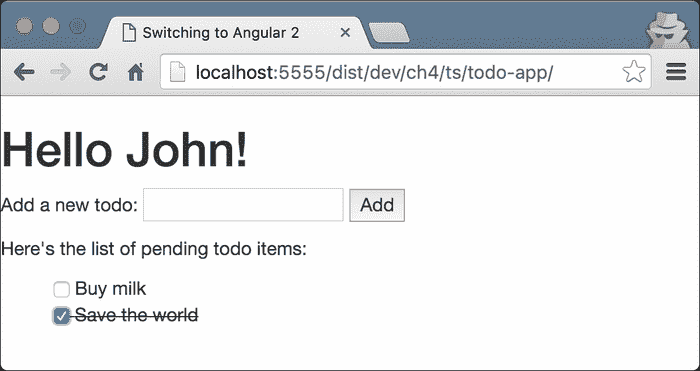 Switching to Angular 2
localhost:5555/dist/dev/ch4/ts/todo-app/
Hello John!
Add a new todo: Add
Here's the list of pending todo items:
Buy milk
Save the world